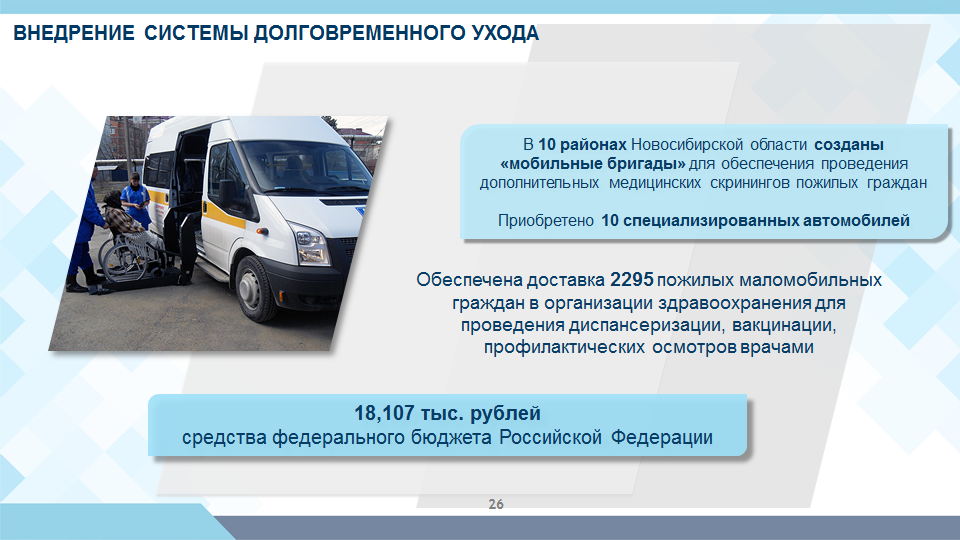 ВНЕДРЕНИЕ СИСТЕМЫ ДОЛГОВРЕМЕННОГО УХОДА
В 10 районах Новосибирской области созданы
«мобильные бригады» для обеспечения проведения
дополнительных медицинских скринингов пожилых граждан
Приобретено 10 специализированных автомобилей
Обеспечена доставка 2295 пожилых маломобильных
граждан в организации здравоохранения для
проведения диспансеризации, вакцинации,
профилактических осмотров врачами
18,107 тыс. рублей
средства федерального бюджета Российской Федерации
26